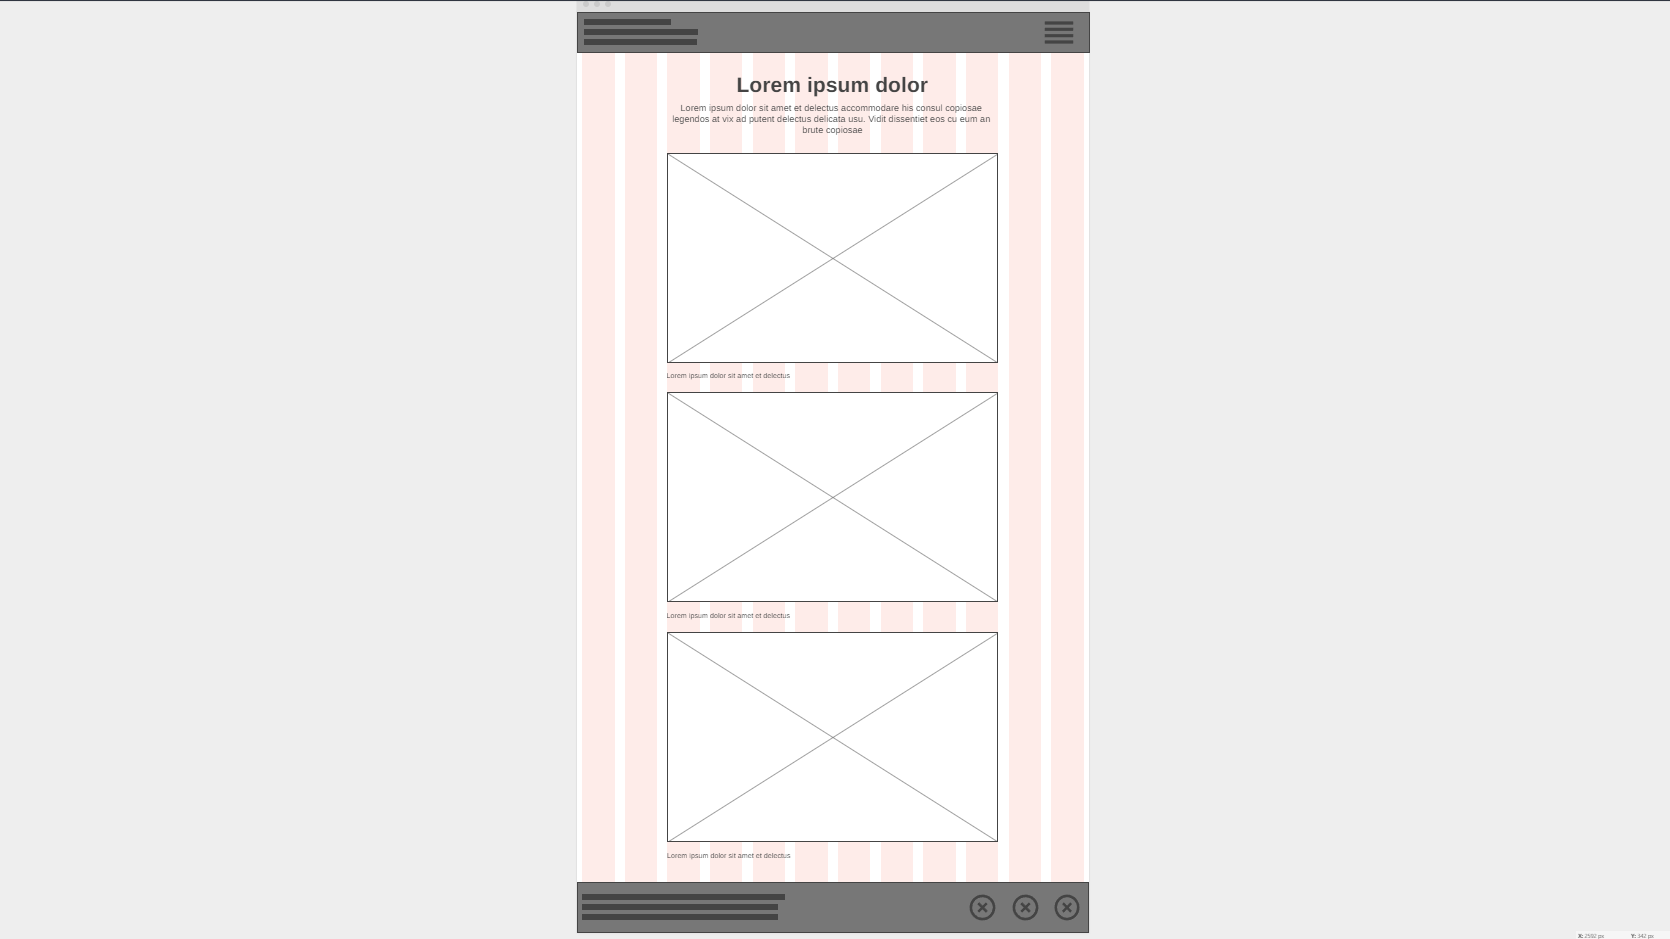 Lorem ipsum dolor
Lorem ipsum dolor sit amet et delectus accommodare his consul copiosae
legendos at vix ad putent delectus delicata usu. Vidit dissentiet eos cu eum an
brute copiosae
Lorem ipsum dolor sit amet et delectus
Lorem ipsum dolor sit amet et delectus
Lorem ipsum dolor sit amet et delectus
X: 2592 px Y: 342 px